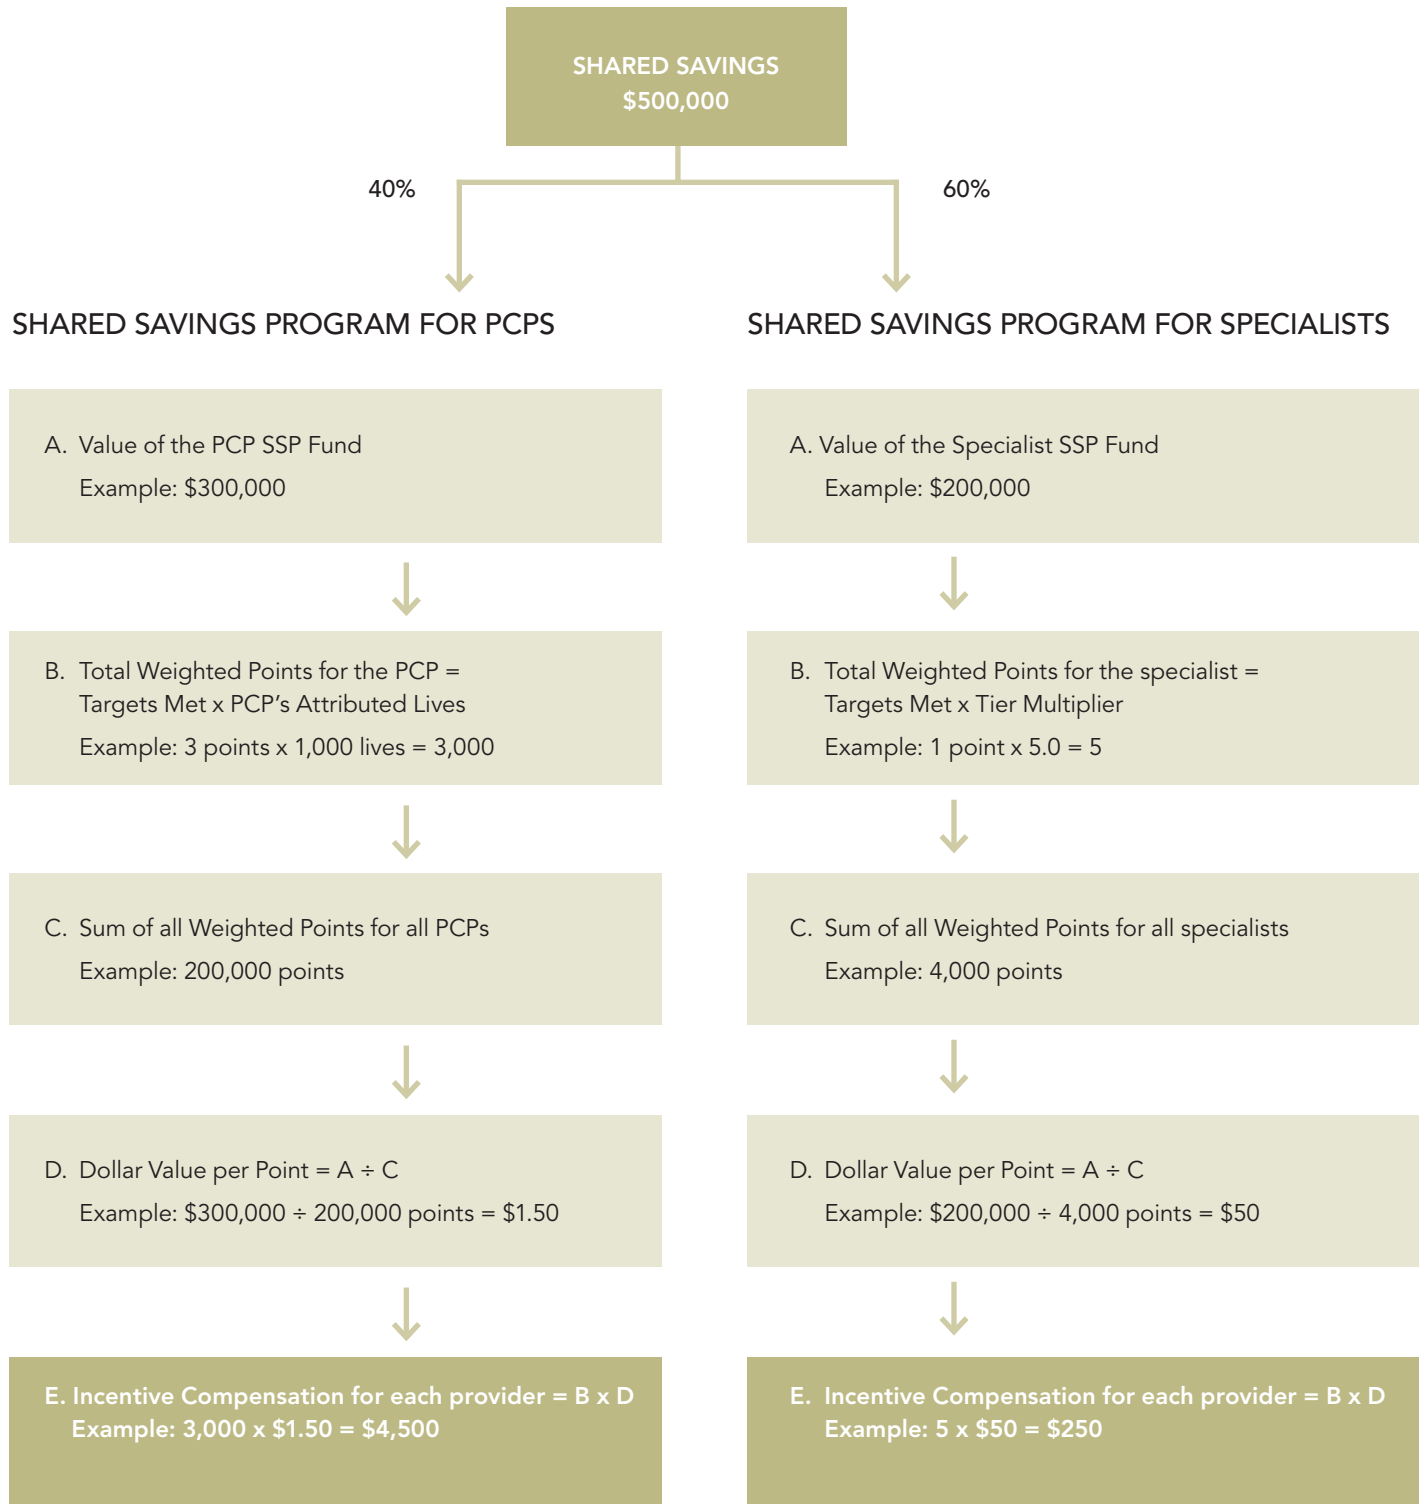 SHARED SAVINGS
$500,000
40%
60%
SHARED SAVINGS PROGRAM FOR PCPS
A. Value of the PCP SSP Fund
Example: $300,000
B. Total Weighted Points for the PCP =
Targets Met x PCP’s Attributed Lives
Example: 3 points x 1,000 lives = 3,000
C. Sum of all Weighted Points for all PCPs
Example: 200,000 points
D. Dollar Value per Point = A ÷ C
Example: $300,000 ÷ 200,000 points = $1.50
E. Incentive Compensation for each provider = B x D
Example: 3,000 x $1.50 = $4,500
SHARED SAVINGS PROGRAM FOR SPECIALISTS
A. Value of the Specialist SSP Fund
Example: $200,000
B. Total Weighted Points for the specialist =
Targets Met x Tier Multiplier
Example: 1 point x 5.0 = 5
C. Sum of all Weighted Points for all specialists
Example: 4,000 points
D. Dollar Value per Point = A ÷ C
Example: $200,000 ÷ 4,000 points = $50
E. Incentive Compensation for each provider = B x D
Example: 5 x $50 = $250